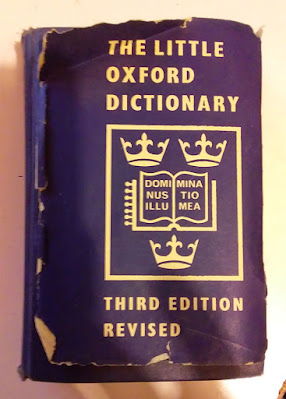 THE LITTLE
OXFORD
DICTIONARY
DOMI MINA
NUS TIO
ILLU MEA
THIRD EDITION
REVISED